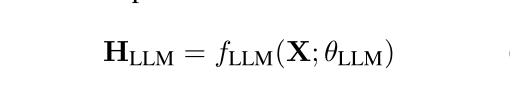 H_LLM = f_LLM(X; θ_LLM)